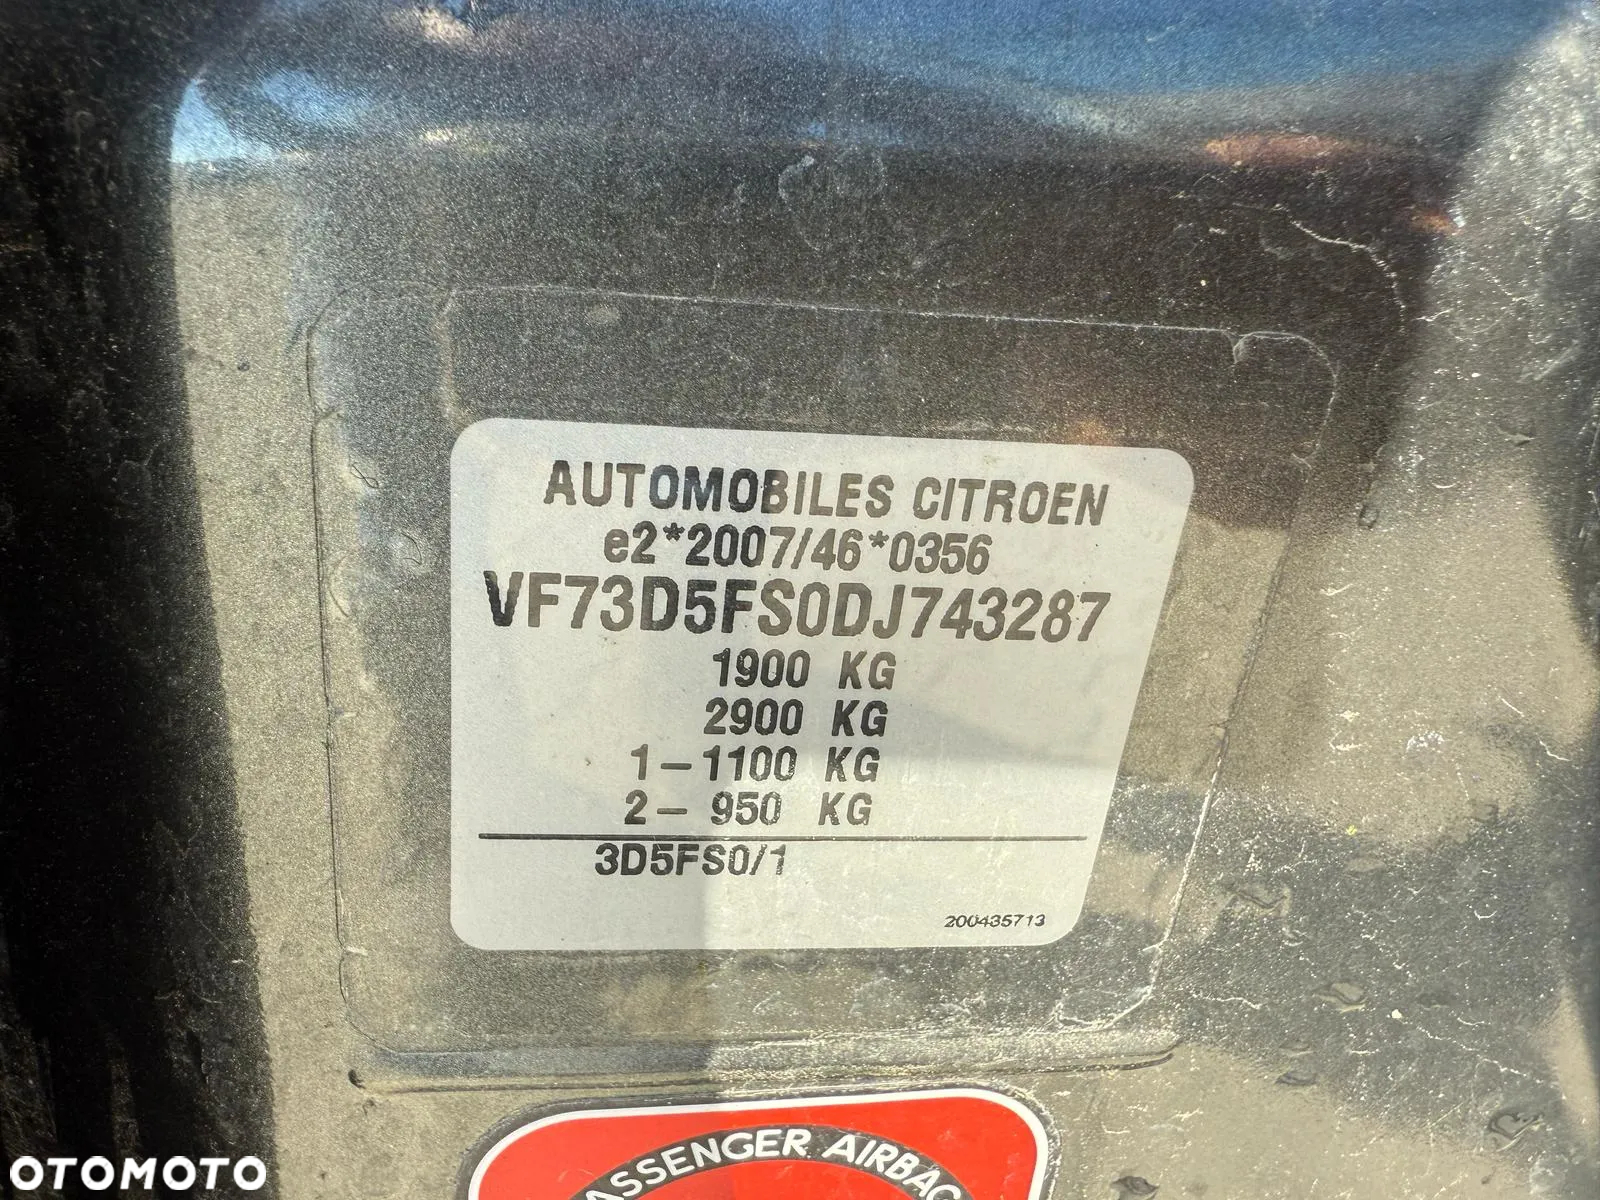 AUTOMOBILES CITROEN
e2*2007/46*0356
VF73D5FS0DJ743287
1900 KG
2900 KG
1-1100 KG
2- 950 KG
3D5FS0/1
200435713
PASSENGER AIRBAG
OTOMOTO